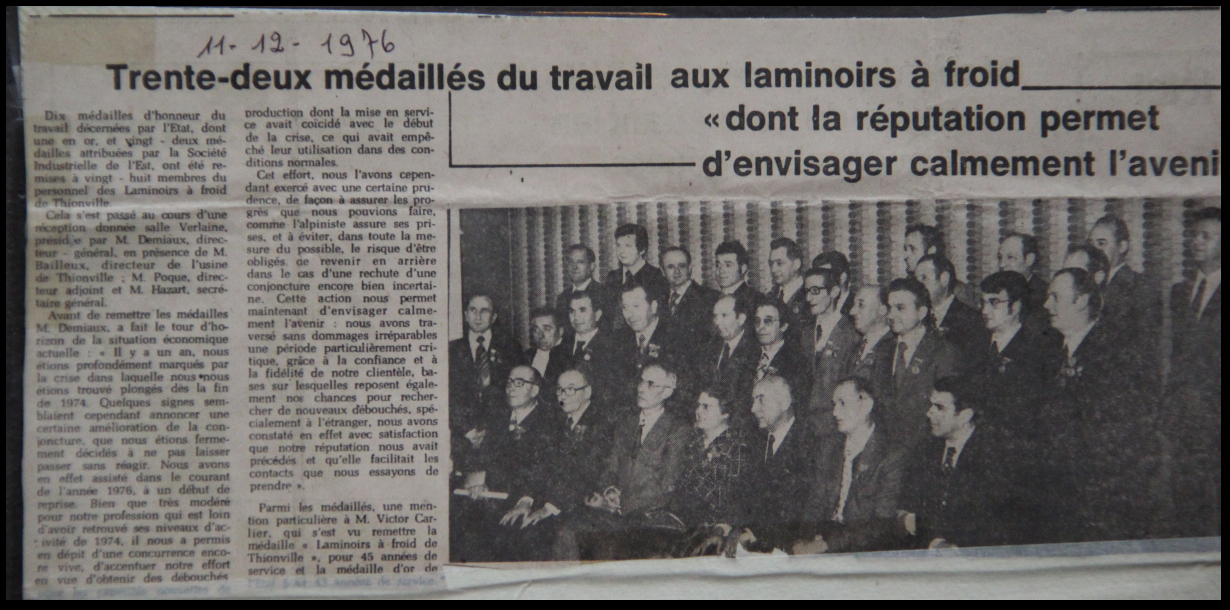 11-12-1976
Trente-deux médaillés du travail aux laminoirs à froid
« dont la réputation permet
d'envisager calmement l'aveni
Dix médailles d'honneur du
travail décernées par l'Etat, dont
une en or, et vingt - deux mé-
dailles attribuées par la Société
Industrielle de l'Est, ont été re-
mises à vingt - huit membres du
personnel des Laminoirs à froid
de Thionville.
Cela s'est passé au cours d'une
réception donnée salle Verlaine,
présidée par M. Demiaux, direc-
teur - général, en présence de M.
Bailleux, directeur de l'usine
de Thionville ; M. Poque, direc-
teur adjoint et M. Hazart, secré-
taire général.
Avant de remettre les médailles
M. Demiaux, a fait le tour d'ho-
rizon de la situation économique
actuelle : « Il y a un an, nous
étions profondément marqués par
la crise dans laquelle nous nous
étions trouvé plongés dès la fin
de 1974. Quelques signes sem-
blaient cependant annoncer une
certaine amélioration de la con-
joncture, que nous étions ferme-
ment décidés à ne pas laisser
passer sans réagir. Nous avons
en effet assisté dans le courant
de l'année 1976, à un début de
reprise. Bien que très modéré
pour notre profession qui est loin
d'avoir retrouvé ses niveaux d'ac-
tivité de 1974, il nous a permis
en dépit d'une concurrence enco-
re vive, d'accentuer notre effort
en vue d'obtenir des débouchés
production dont la mise en servi-
ce avait coïcidé avec le début
de la crise, ce qui avait empê-
ché leur utilisation dans des con-
ditions normales.
Cet effort, nous l'avons cepen-
dant exercé avec une certaine pru-
dence, de façon à assurer les pro-
grès que nous pouvions faire,
comme l'alpiniste assure ses pri-
ses, et à éviter, dans toute la me-
sure du possible, le risque d'être
obligés de revenir en arrière
dans le cas d'une rechute d'une
conjoncture encore bien incertai-
ne. Cette action nous permet
maintenant d'envisager calme-
ment l'avenir : nous avons tra-
versé sans dommages irréparables
une période particulièrement cri-
tique, grâce à la confiance et à
la fidélité de notre clientèle, ba-
ses sur lesquelles reposent égale-
ment nos chances pour recher-
cher de nouveaux débouchés, spé-
cialement à l'étranger, nous avons
constaté en effet avec satisfaction
que notre réputation nous avait
précédés et qu'elle facilitait les
contacts que nous essayons de
prendre ».
Parmi les médaillés, une men-
tion particulière à M. Victor Car-
lier, qui s'est vu remettre la
médaille « Laminoirs à froid de
Thionville », pour 45 années de
service et la médaille d'or de